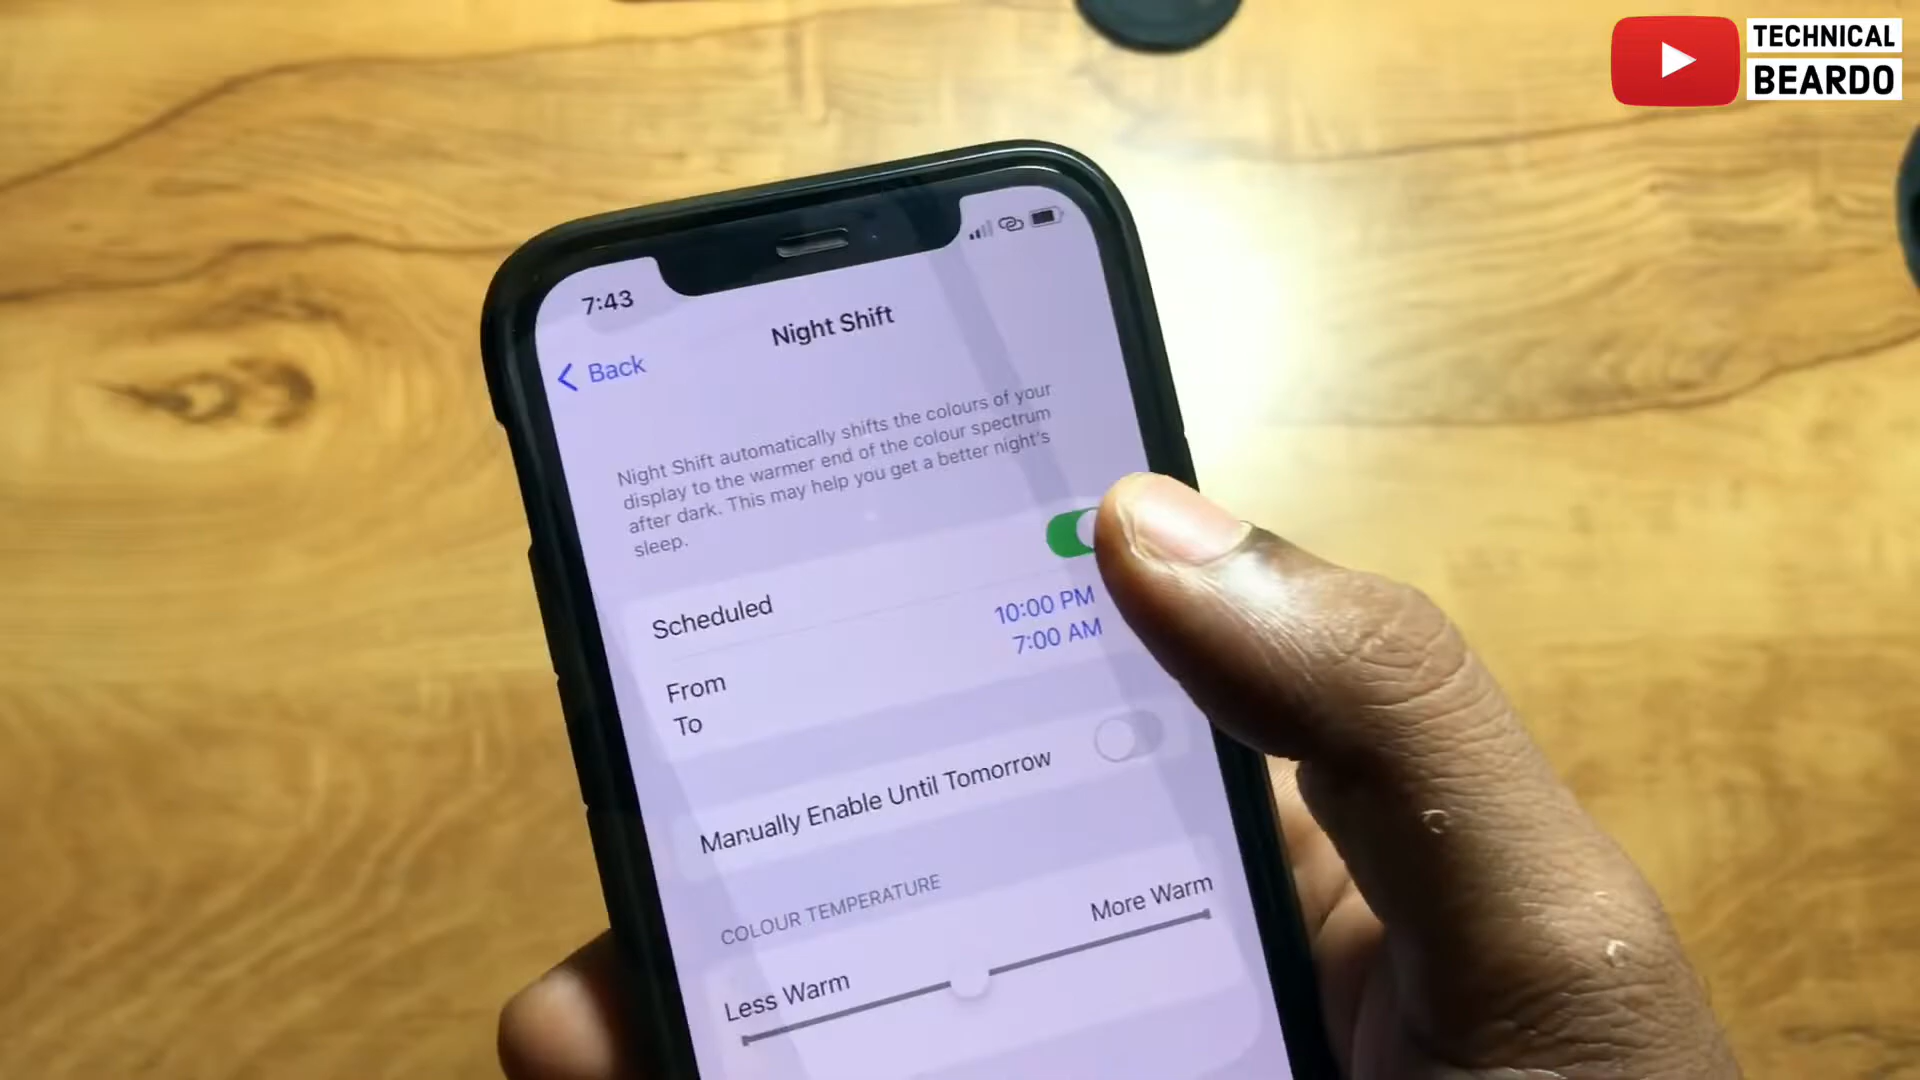 TECHNICAL
BEARDO
7:43
Night Shift
Back
Night Shift automatically shifts the colours of your
display to the warmer end of the colour spectrum
after dark. This may help you get a better night's
sleep.
Scheduled
From 10:00 PM
To 7:00 AM
Manually Enable Until Tomorrow
COLOUR TEMPERATURE
Less Warm More Warm